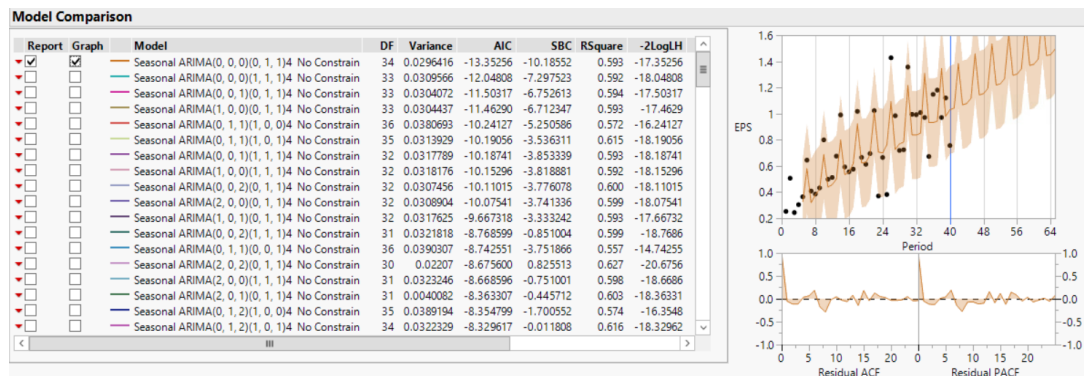 Model Comparison
Report Graph Model DF Variance AIC SBC RSquare -2LogLH
Seasonal ARIMA(0, 0, 0)(0, 1, 1)4 No Constrain 34 0.0296416 -13.35256 -10.18552 0.593 -17.35256
Seasonal ARIMA(0, 0, 0)(1, 1, 1)4 No Constrain 33 0.0309566 -12.04808 -7.297523 0.592 -18.04808
Seasonal ARIMA(0, 0, 1)(0, 1, 1)4 No Constrain 33 0.0304072 -11.50317 -6.752613 0.594 -17.50317
Seasonal ARIMA(1, 0, 0)(0, 1, 1)4 No Constrain 33 0.0304437 -11.46290 -6.712347 0.593 -17.4629
Seasonal ARIMA(0, 1, 1)(1, 0, 0)4 No Constrain 36 0.0380693 -10.24127 -5.250586 0.572 -16.24127
Seasonal ARIMA(0, 1, 1)(1, 0, 1)4 No Constrain 35 0.0313929 -10.19056 -3.536311 0.615 -18.19056
Seasonal ARIMA(0, 0, 1)(1, 1, 1)4 No Constrain 32 0.0317789 -10.18741 -3.853339 0.593 -18.18741
Seasonal ARIMA(1, 0, 0)(1, 1, 1)4 No Constrain 32 0.0318176 -10.15296 -3.818881 0.592 -18.15296
Seasonal ARIMA(0, 0, 2)(0, 1, 1)4 No Constrain 32 0.0307456 -10.11015 -3.776078 0.600 -18.11015
Seasonal ARIMA(2, 0, 0)(0, 1, 1)4 No Constrain 32 0.0308904 -10.07541 -3.741336 0.599 -18.07541
Seasonal ARIMA(1, 0, 1)(0, 1, 1)4 No Constrain 32 0.0317625 -9.667318 -3.333242 0.593 -17.66732
Seasonal ARIMA(0, 0, 2)(1, 1, 1)4 No Constrain 31 0.0321818 -8.768599 -0.851004 0.599 -18.7686
Seasonal ARIMA(0, 1, 1)(0, 0, 1)4 No Constrain 36 0.0390307 -8.742551 -3.751866 0.557 -14.74255
Seasonal ARIMA(2, 0, 2)(0, 1, 1)4 No Constrain 30 0.02207 -8.675600 0.825513 0.627 -20.6756
Seasonal ARIMA(2, 0, 0)(1, 1, 1)4 No Constrain 31 0.0323246 -8.668596 -0.751001 0.598 -18.6686
Seasonal ARIMA(2, 0, 1)(0, 1, 1)4 No Constrain 31 0.0040082 -8.363307 -0.445712 0.603 -18.36331
Seasonal ARIMA(0, 1, 2)(1, 0, 0)4 No Constrain 35 0.0389194 -8.354799 -1.700552 0.574 -16.3548
Seasonal ARIMA(0, 1, 2)(1, 0, 1)4 No Constrain 34 0.0322329 -8.329617 -0.011808 0.616 -18.32962
1.6
1.4
1.2
1
0.8
0.6
0.4
0.2
EPS
0 8 16 24 32 40 48 56 64
Period
1.0
0.5
0.0
-0.5
-1.0
0 5 10 15 20 0 5 10 15 20
1.0
0.5
0.0
-0.5
-1.0
Residual ACF Residual PACF